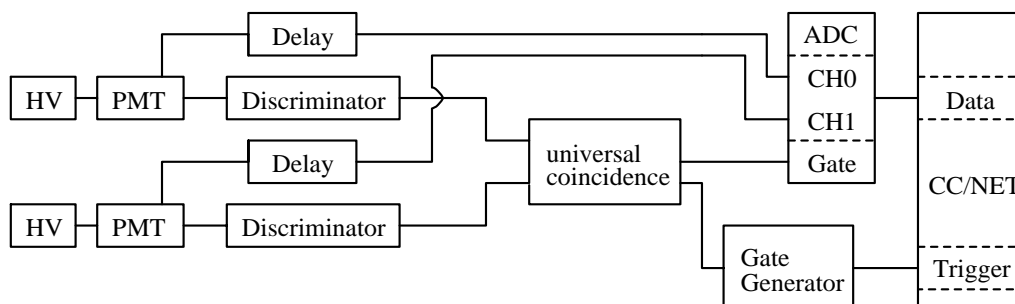 Delay
ADC
HV
PMT
Discriminator
CH0
Data
CH1
universal
coincidence
Delay
Gate
CC/NET
HV
PMT
Discriminator
Gate
Generator
Trigger